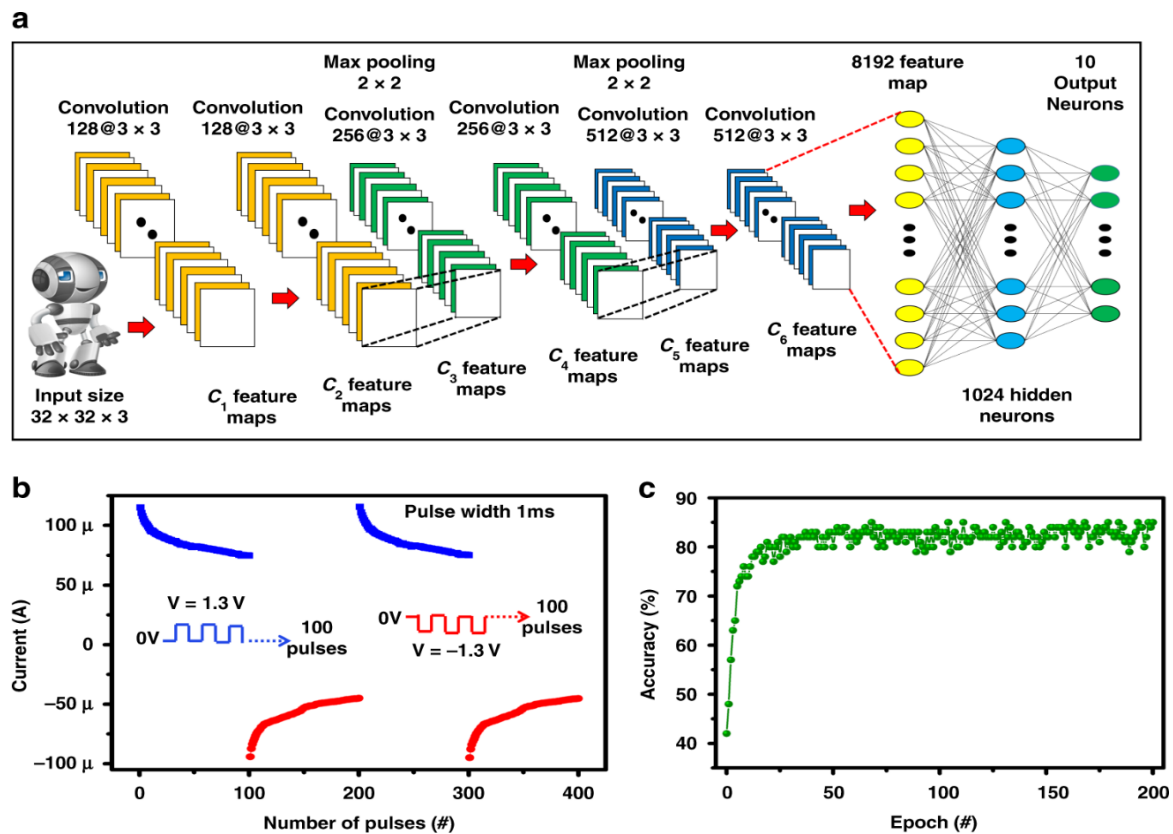 a
Max pooling
2 × 2
Max pooling
2 × 2
8192 feature
map
10
Output
Neurons
Convolution
128@3 × 3
Convolution
128@3 × 3
Convolution
256@3 × 3
Convolution
256@3 × 3
Convolution
512@3 × 3
Convolution
512@3 × 3
Input size
32 × 32 × 3
C1 feature
maps
C2 feature
maps
C3 feature
maps
C4 feature
maps
C5 feature
maps
C6 feature
maps
1024 hidden
neurons
b
Pulse width 1ms
100 μ
50 μ
0
−50 μ
−100 μ
Current (A)
V = 1.3 V
0V
100
pulses
0V
100
pulses
V = −1.3 V
0
100
200
300
400
Number of pulses (#)
c
90
80
70
60
50
40
Accuracy (%)
0
50
100
150
200
Epoch (#)